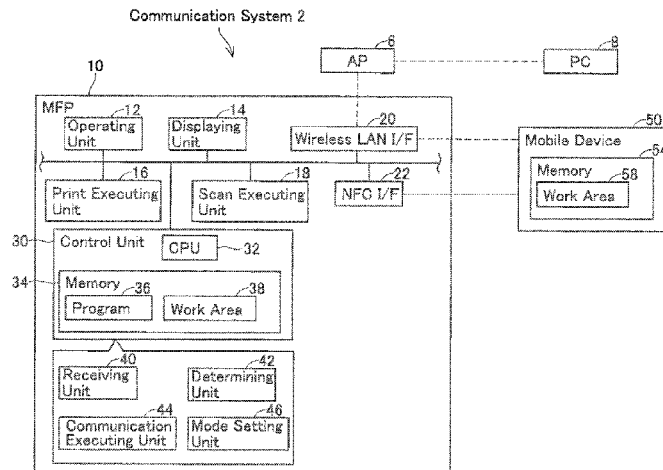 Communication System 2
6
AP
8
PC
10
MFP
12
Operating
Unit
14
Displaying
Unit
20
Wireless LAN I/F
50
Mobile Device
54
Memory
58
Work Area
16
Print Executing
Unit
18
Scan Executing
Unit
22
NFC I/F
30
Control Unit
CPU
32
34
Memory
36
Program
38
Work Area
40
Receiving
Unit
42
Determining
Unit
44
Communication
Executing Unit
46
Mode Setting
Unit